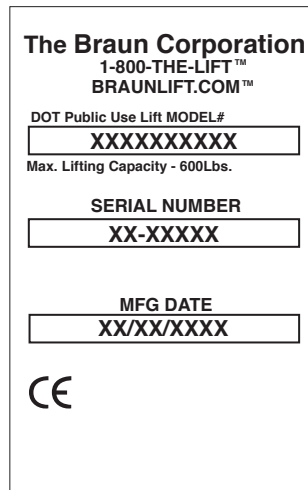 The Braun Corporation
1-800-THE-LIFT™
BRAUNLIFT.COM™
DOT Public Use Lift MODEL#
XXXXXXXXXX
Max. Lifting Capacity - 600Lbs.
SERIAL NUMBER
XX-XXXXX
MFG DATE
XX/XX/XXXX
CE